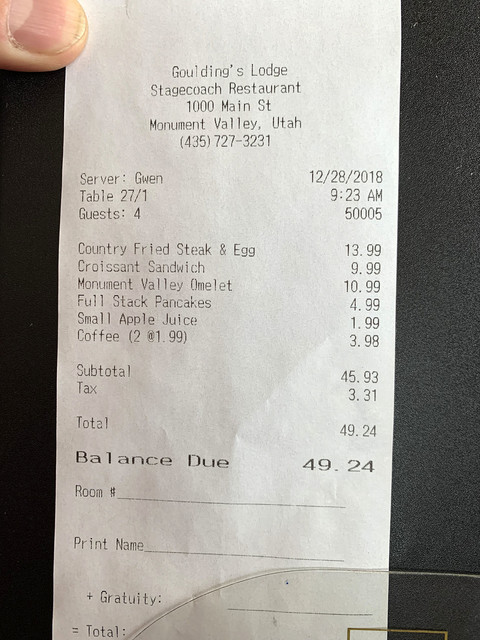 Goulding's Lodge
Stagecoach Restaurant
1000 Main St
Monument Valley, Utah
(435)727-3231
Server: Gwen 12/28/2018
Table 27/1 9:23 AM
Guests: 4 50005
Country Fried Steak & Egg 13.99
Croissant Sandwich 9.99
Monument Valley Omelet 10.99
Full Stack Pancakes 4.99
Small Apple Juice 1.99
Coffee (2 @1.99) 3.98
Subtotal 45.93
Tax 3.31
Total 49.24
Balance Due 49.24
Room #
Print Name
+ Gratuity:
= Total: